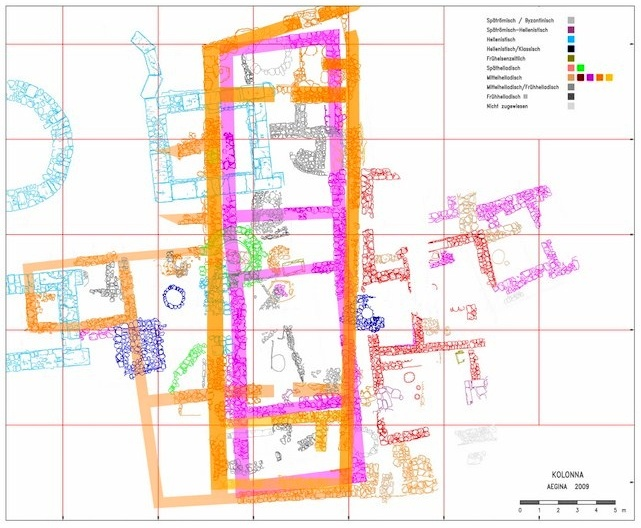 Spätrömisch / Byzantinisch
Spätrömisch-Hellenistisch
Hellenistisch
Hellenistisch/Klassisch
Früheisenzeitlich
Späthelladisch
Mittelhelladisch
Mittelhelladisch/Frühhelladisch
Frühhelladisch III
Nicht zugewiesen
KOLONNA
AEGINA 2009
0 1 2 3 4 5 m